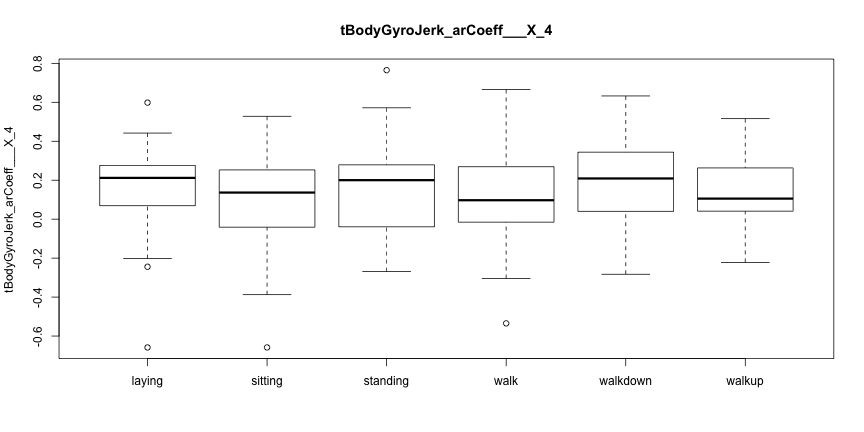 tBodyGyroJerk_arCoeff___X_4
tBodyGyroJerk_arCoeff___X_4
0.8
0.6
0.4
0.2
0.0
-0.2
-0.4
-0.6
laying sitting standing walk walkdown walkup